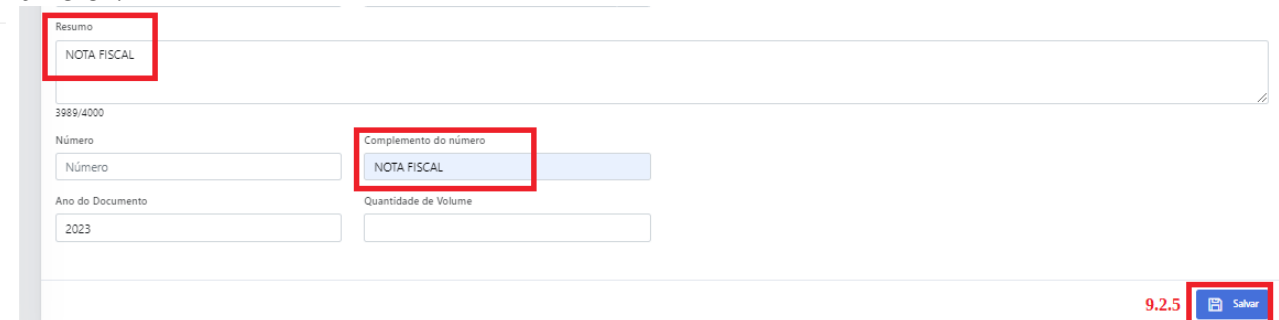 Resumo
NOTA FISCAL
3989/4000
Número
Complemento do número
Número
NOTA FISCAL
Ano do Documento
Quantidade de Volume
2023
9.2.5
Salvar